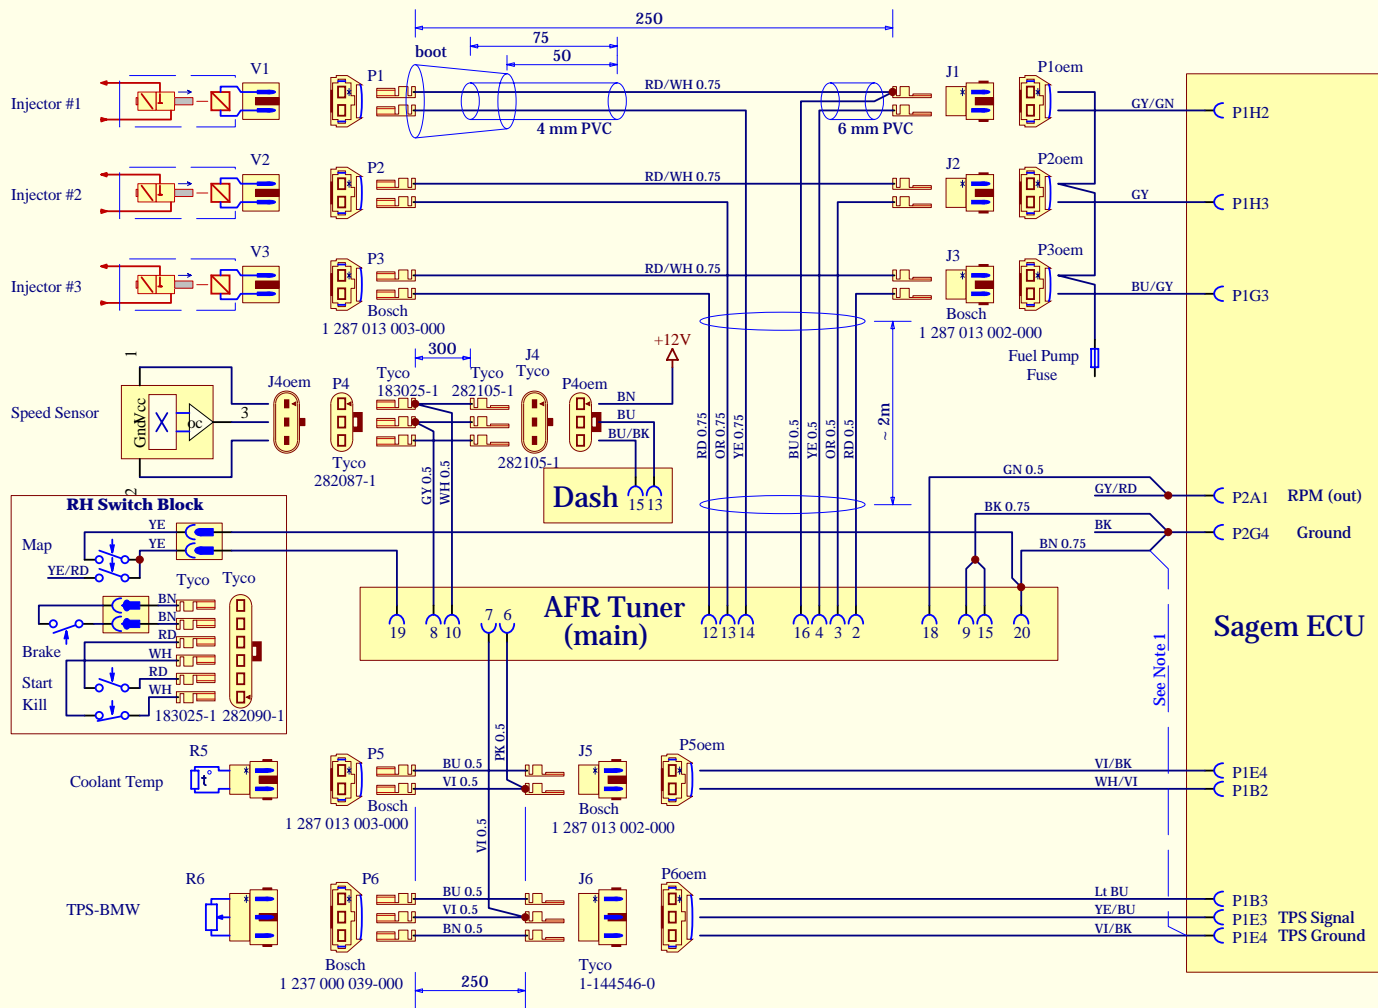 250
75
50
boot
V1
P1
RD/WH 0.75
J1
P1oem
Injector #1
GY/GN
P1H2
4 mm PVC
6 mm PVC
V2
P2
RD/WH 0.75
J2
P2oem
Injector #2
GY
P1H3
V3
P3
RD/WH 0.75
J3
P3oem
Injector #3
BU/GY
P1G3
Bosch
1 287 013 003-000
Bosch
1 287 013 002-000
+12V
300
Fuel Pump
Fuse
1
J4oem
P4
Tyco
183025-1
Tyco
282105-1
J4
Tyco
P4oem
BN
BU
BU/BK
Speed Sensor
GndVcc
oc
3
2
Tyco
282087-1
282105-1
GY 0.5
WH 0.5
RD 0.75
OR 0.75
YE 0.75
BU 0.5
YE 0.5
OR 0.5
RD 0.5
~ 2m
Dash
15 13
GN 0.5
GY/RD
P2A1 RPM (out)
BK 0.75
BK
P2G4 Ground
BN 0.75
RH Switch Block
YE
Map
YE
YE/RD
Tyco
Tyco
BN
BN
Brake
RD
WH
Start
RD
Kill
WH
183025-1 282090-1
AFR Tuner
(main)
19 8 10 7 6 12 13 14 16 4 3 2 18 9 15 20
Sagem ECU
See Note 1
PK 0.5
VI 0.5
R5
P5
BU 0.5
J5
P5oem
VI/BK
P1E4
Coolant Temp
t°
VI 0.5
WH/VI
P1B2
Bosch
1 287 013 003-000
Bosch
1 287 013 002-000
R6
P6
BU 0.5
J6
P6oem
Lt BU
P1B3
TPS-BMW
VI 0.5
YE/BU
P1E3 TPS Signal
BN 0.5
VI/BK
P1E4 TPS Ground
Bosch
1 237 000 039-000
250
Tyco
1-144546-0